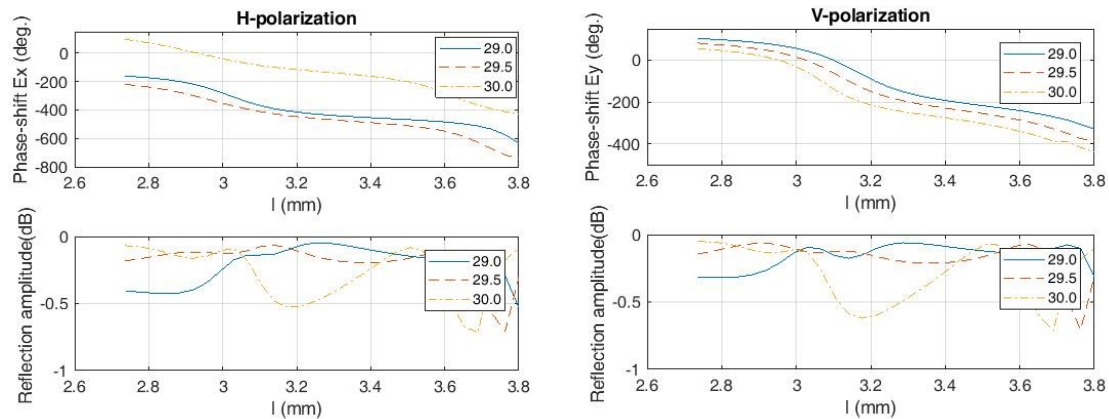 H-polarization
Phase-shift Ex (deg.)
0
-200
-400
-600
-800
29.0
29.5
30.0
2.6 2.8 3 3.2 3.4 3.6 3.8
l (mm)
Reflection amplitude(dB)
0
-0.5
-1
29.0
29.5
30.0
2.6 2.8 3 3.2 3.4 3.6 3.8
l (mm)
V-polarization
Phase-shift Ey (deg.)
0
-200
-400
29.0
29.5
30.0
2.6 2.8 3 3.2 3.4 3.6 3.8
l (mm)
Reflection amplitude(dB)
0
-0.5
-1
29.0
29.5
30.0
2.6 2.8 3 3.2 3.4 3.6 3.8
l (mm)